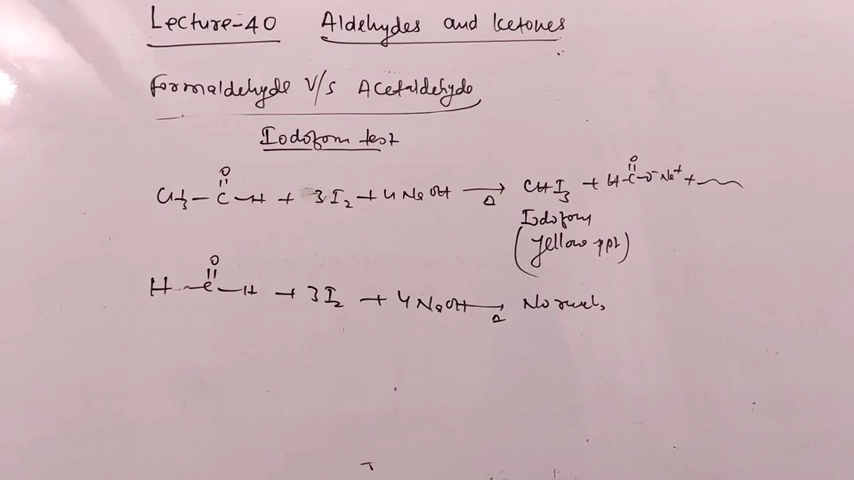 Lecture-40 Aldehydes and Ketones
Formaldehyde V/s Acetaldehyde
Iodoform test
O
CH3 - C - H + 3I2 + 4NaOH → CHI3 + H-C-O- Na+ +
O
Δ
Iodoform
(Yellow ppt)
O
H - C - H + 3I2 + 4NaOH → No
Δ